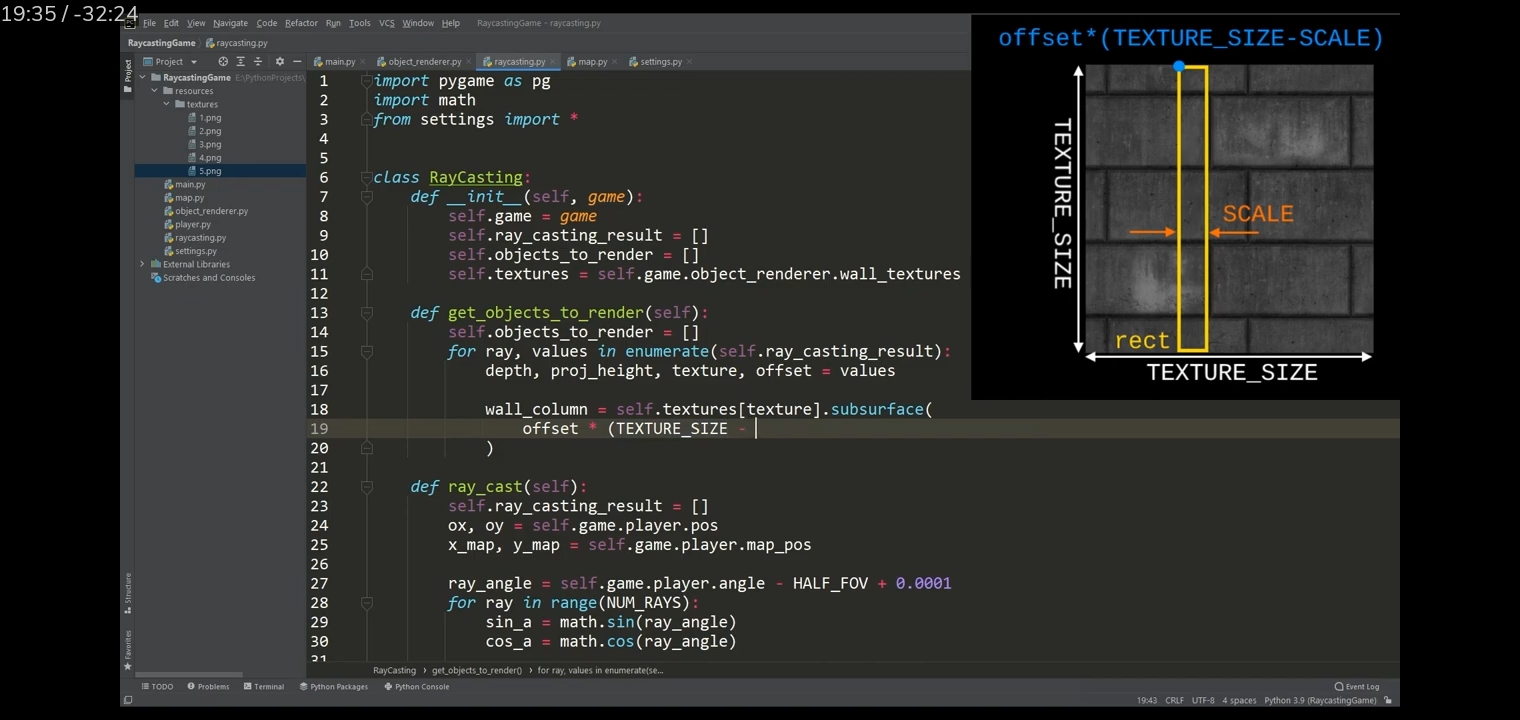 19:35 / -32:24
File Edit View Navigate Code Refactor Run Tools VCS Window Help RaycastingGame - raycasting.py
RaycastingGame raycasting.py
Project
main.py object_renderer.py raycasting.py map.py settings.py
Project
RaycastingGame E:\PythonProjects\
resources
textures
1.png
2.png
3.png
4.png
5.png
main.py
map.py
object_renderer.py
player.py
raycasting.py
settings.py
External Libraries
Scratches and Consoles
Structure
Favorites
1 import pygame as pg
2 import math
3 from settings import *
4
5
6 class RayCasting:
7 def __init__(self, game):
8 self.game = game
9 self.ray_casting_result = []
10 self.objects_to_render = []
11 self.textures = self.game.object_renderer.wall_textures
12
13 def get_objects_to_render(self):
14 self.objects_to_render = []
15 for ray, values in enumerate(self.ray_casting_result):
16 depth, proj_height, texture, offset = values
17
18 wall_column = self.textures[texture].subsurface(
19 offset * (TEXTURE_SIZE -
20 )
21
22 def ray_cast(self):
23 self.ray_casting_result = []
24 ox, oy = self.game.player.pos
25 x_map, y_map = self.game.player.map_pos
26
27 ray_angle = self.game.player.angle - HALF_FOV + 0.0001
28 for ray in range(NUM_RAYS):
29 sin_a = math.sin(ray_angle)
30 cos_a = math.cos(ray_angle)
31
offset*(TEXTURE_SIZE-SCALE)
TEXTURE_SIZE
SCALE
rect
TEXTURE_SIZE
RayCasting › get_objects_to_render() › for ray, values in enumerate(se...
TODO Problems Terminal Python Packages Python Console Event Log
19:43 CRLF UTF-8 4 spaces Python 3.9 (RaycastingGame)